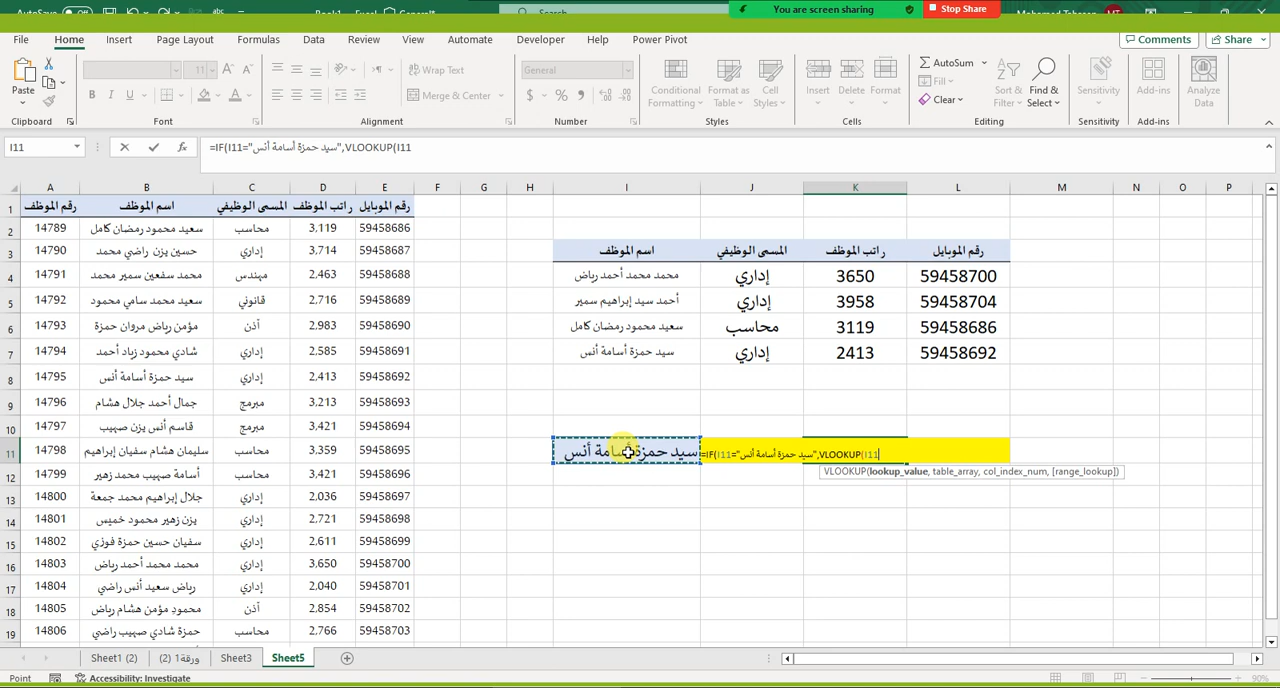 AutoSave Off Book1 - Excel General* Search
You are screen sharing Stop Share
File Home Insert Page Layout Formulas Data Review View Automate Developer Help Power Pivot Comments Share
Paste
B I U
Wrap Text
Merge & Center
General
$ % 9
Conditional Formatting
Format as Table
Cell Styles
Insert Delete Format
AutoSum
Fill
Clear
Sort & Filter
Find & Select
Sensitivity
Add-ins
Analyze Data
Clipboard Font Alignment Number Styles Cells Editing Sensitivity Add-ins
I11 fx =IF(I11="سيد حمزة أسامة أنس",VLOOKUP(I11
A B C D E F G H I J K L M N O P
1 رقم الموظف اسم الموظف المسمى الوظيفي راتب الموظف رقم الموبايل
2 14789 سعيد محمود رمضان كامل محاسب 3,119 59458686
3 14790 حسين يزن راضي محمد إداري 3,714 59458687 اسم الموظف المسمى الوظيفي راتب الموظف رقم الموبايل
4 14791 محمد سفعين سمير محمد مهندس 2,463 59458688 محمد محمد أحمد رياض إداري 3650 59458700
5 14792 سعيد محمد سامي محمود قانوني 2,716 59458689 أحمد سيد إبراهيم سمير إداري 3958 59458704
6 14793 مؤمن رياض مروان حمزة آذن 2,983 59458690 سعيد محمود رمضان كامل محاسب 3119 59458686
7 14794 شادي محمود زياد أحمد إداري 2,585 59458691 سيد حمزة أسامة أنس إداري 2413 59458692
8 14795 سيد حمزة أسامة أنس إداري 2,413 59458692
9 14796 جمال أحمد جلال هشام مبرمج 3,213 59458693
10 14797 قاسم أنس يزن صهيب مبرمج 3,421 59458694
11 14798 سليمان هشام سفيان إبراهيم محاسب 3,359 59458695 سيد حمزة أسامة أنس =IF(I11="سيد حمزة أسامة أنس",VLOOKUP(I11
12 14799 أسامة صهيب محمد زهير محاسب 3,421 59458696 VLOOKUP(lookup_value, table_array, col_index_num, [range_lookup])
13 14800 جلال إبراهيم محمد جمعة إداري 2,036 59458697
14 14801 يزن زهير محمود خميس إداري 2,721 59458698
15 14802 سفيان حسين حمزة فوزي إداري 2,611 59458699
16 14803 محمد محمد أحمد رياض إداري 3,650 59458700
17 14804 رياض سعيد أنس راضي إداري 2,040 59458701
18 14805 محمود مؤمن هشام رياض آذن 2,854 59458702
19 14806 حمزة شادي صهيب راضي محاسب 2,766 59458703
Sheet1 (2) ورقة1 (2) Sheet3 Sheet5
Point Accessibility: Investigate 90%